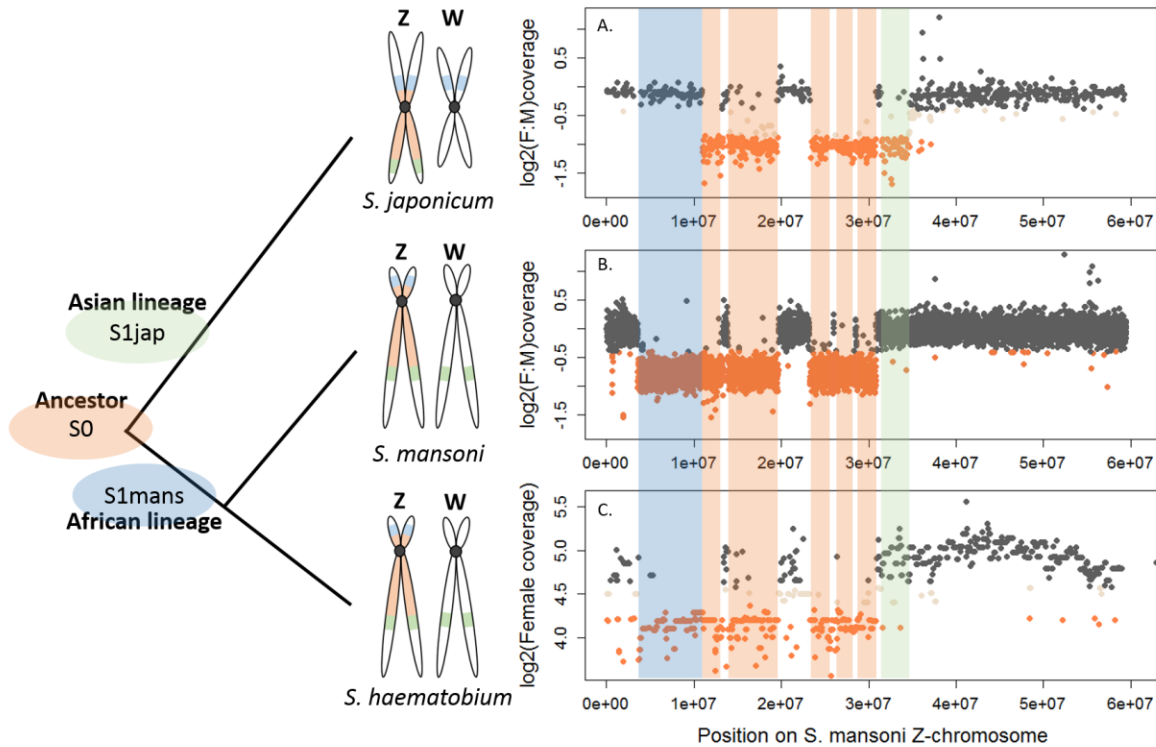 Asian lineage
S1jap
Ancestor
S0
S1mans
African lineage
Z W
S. japonicum
Z W
S. mansoni
Z W
S. haematobium
A.
log2(F:M)coverage
0.5
-0.5
-1.5
0e+00 1e+07 2e+07 3e+07 4e+07 5e+07 6e+07
B.
log2(F:M)coverage
0.5
-0.5
-1.5
0e+00 1e+07 2e+07 3e+07 4e+07 5e+07 6e+07
C.
log2(Female coverage)
5.5
5.0
4.5
4.0
0e+00 1e+07 2e+07 3e+07 4e+07 5e+07 6e+07
Position on S. mansoni Z-chromosome